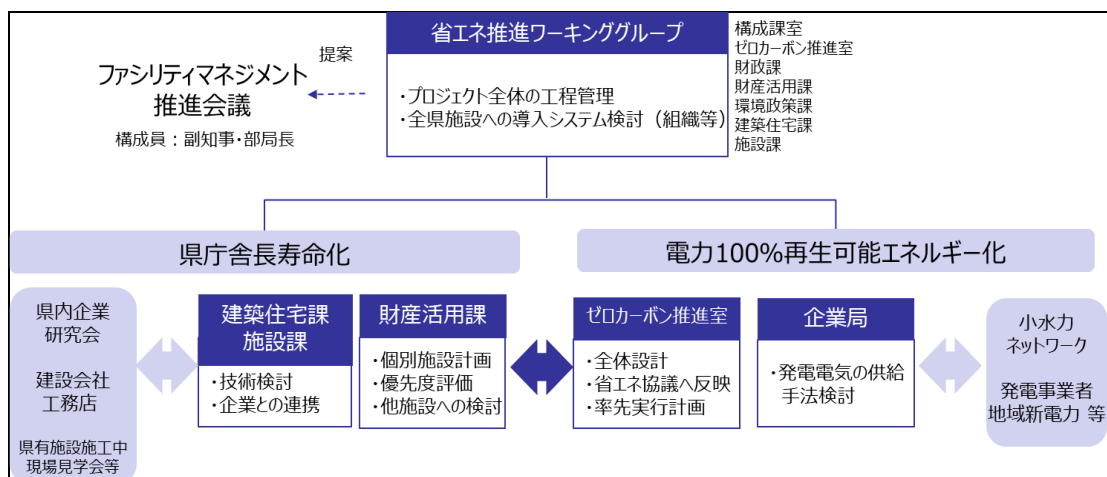 省エネ推進ワーキンググループ
・プロジェクト全体の工程管理
・全県施設への導入システム検討（組織等）
構成課室
ゼロカーボン推進室
財政課
財産活用課
環境政策課
建築住宅課
施設課
提案
ファシリティマネジメント
推進会議
構成員：副知事・部局長
県庁舎長寿命化
電力100%再生可能エネルギー化
県内企業
研究会
建設会社
工務店
県有施設施工中
現場見学会等
建築住宅課
施設課
・技術検討
・企業との連携
財産活用課
・個別施設計画
・優先度評価
・他施設への検討
ゼロカーボン推進室
・全体設計
・省エネ協議へ反映
・率先実行計画
企業局
・発電電気の供給
手法検討
小水力
ネットワーク
発電事業者
地域新電力 等